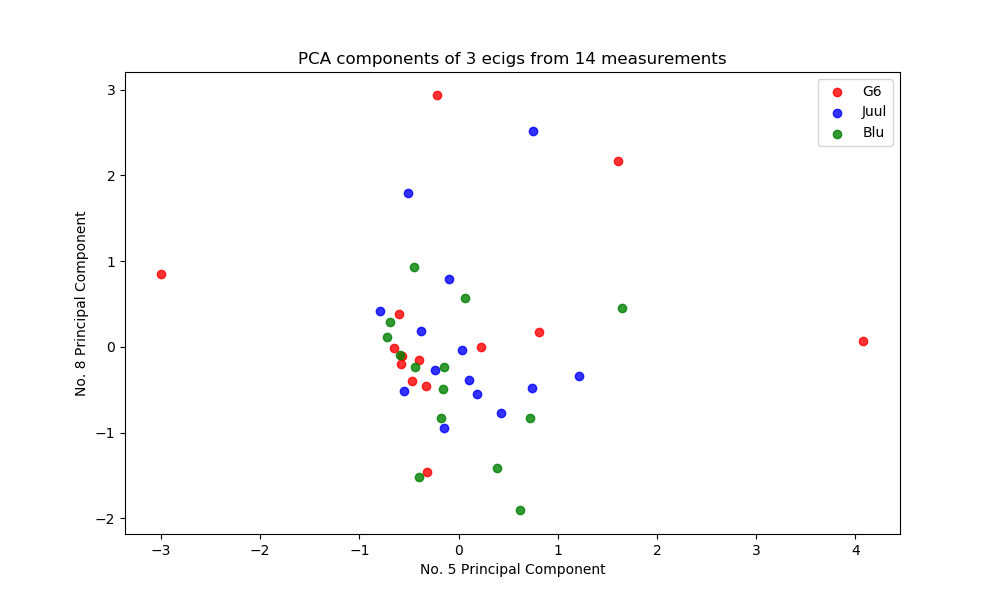 PCA components of 3 ecigs from 14 measurements
G6
Juul
Blu
3
2
1
0
−1
−2
No. 8 Principal Component
−3 −2 −1 0 1 2 3 4
No. 5 Principal Component